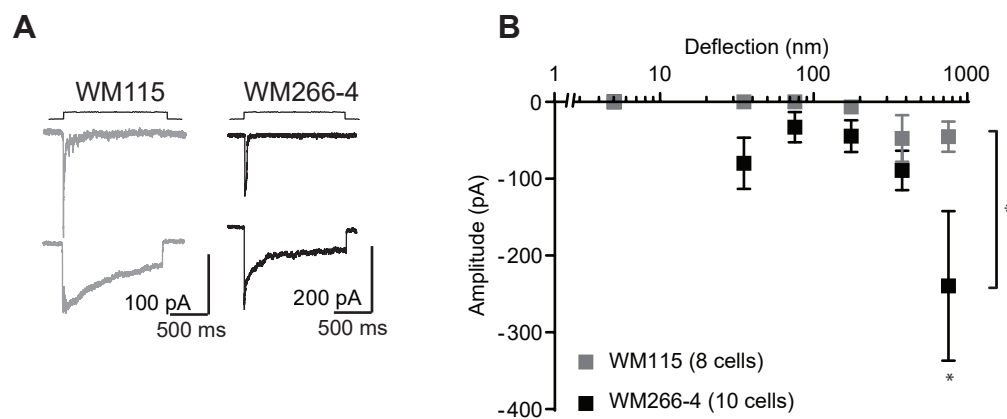 A
WM115
WM266-4
100 pA
500 ms
200 pA
500 ms
B
Deflection (nm)
1 10 100 1000
Amplitude (pA)
0
-100
-200
-300
-400
*
*
WM115 (8 cells)
WM266-4 (10 cells)